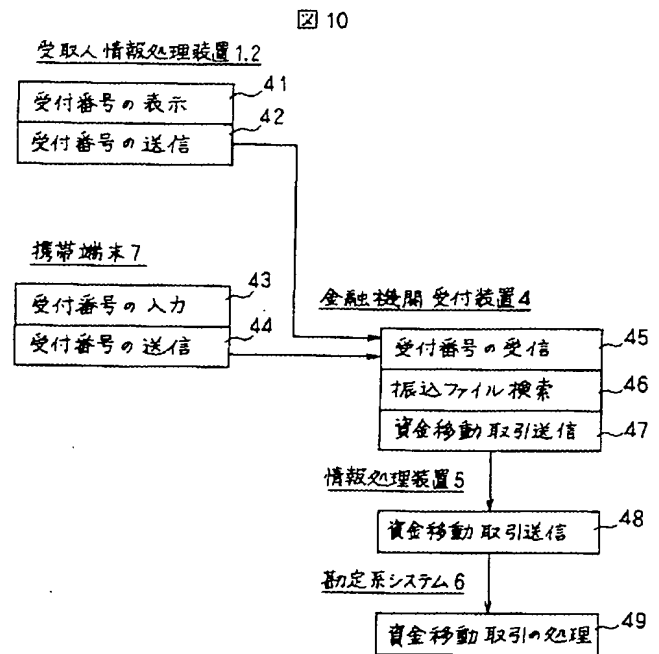 図 10
受取人情報処理装置1.2
41
受付番号の表示
42
受付番号の送信
携帯端末7
43
受付番号の入力
44
受付番号の送信
金融機関受付装置4
受付番号の受信 45
振込ファイル検索 46
資金移動取引送信 47
情報処理装置5
資金移動取引送信 48
勘定系システム6
資金移動取引の処理 49